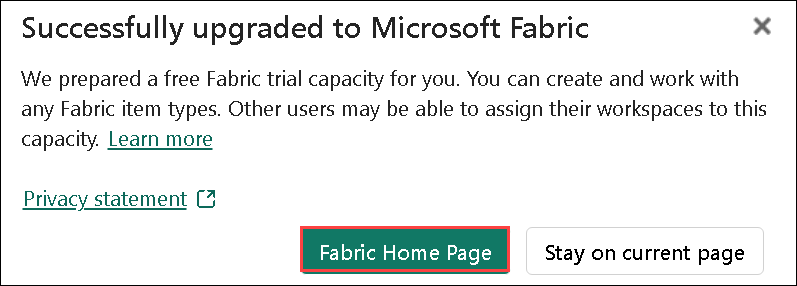 Successfully upgraded to Microsoft Fabric
We prepared a free Fabric trial capacity for you. You can create and work with
any Fabric item types. Other users may be able to assign their workspaces to this
capacity. Learn more
Privacy statement
Fabric Home Page
Stay on current page